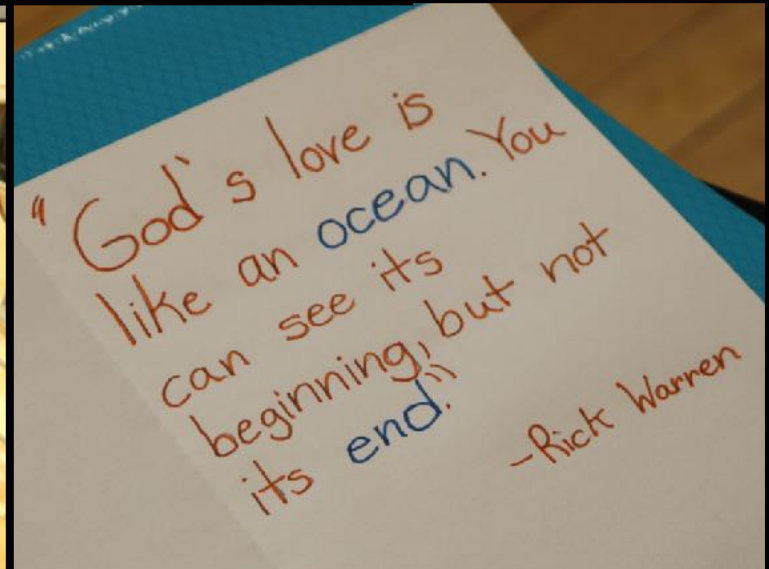 "God's love is
like an ocean. You
can see its
beginning, but not
its end."
-Rick Warren